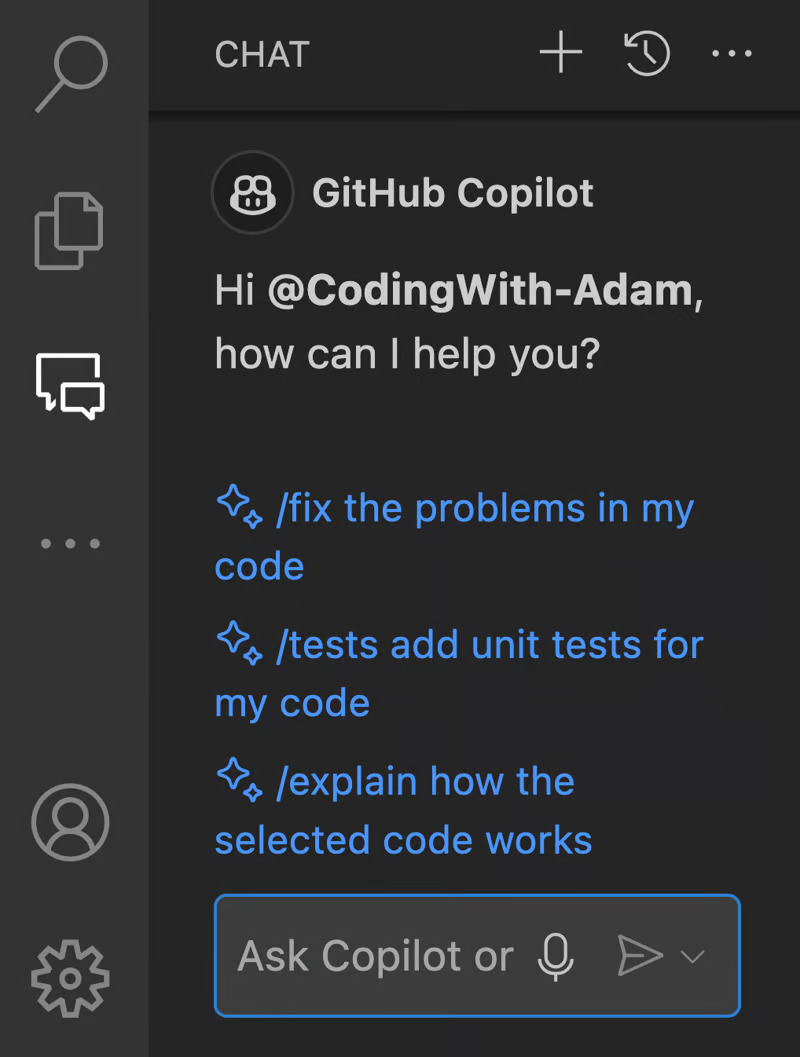 CHAT
GitHub Copilot
Hi @CodingWith-Adam,
how can I help you?
/fix the problems in my
code
/tests add unit tests for
my code
/explain how the
selected code works
Ask Copilot or